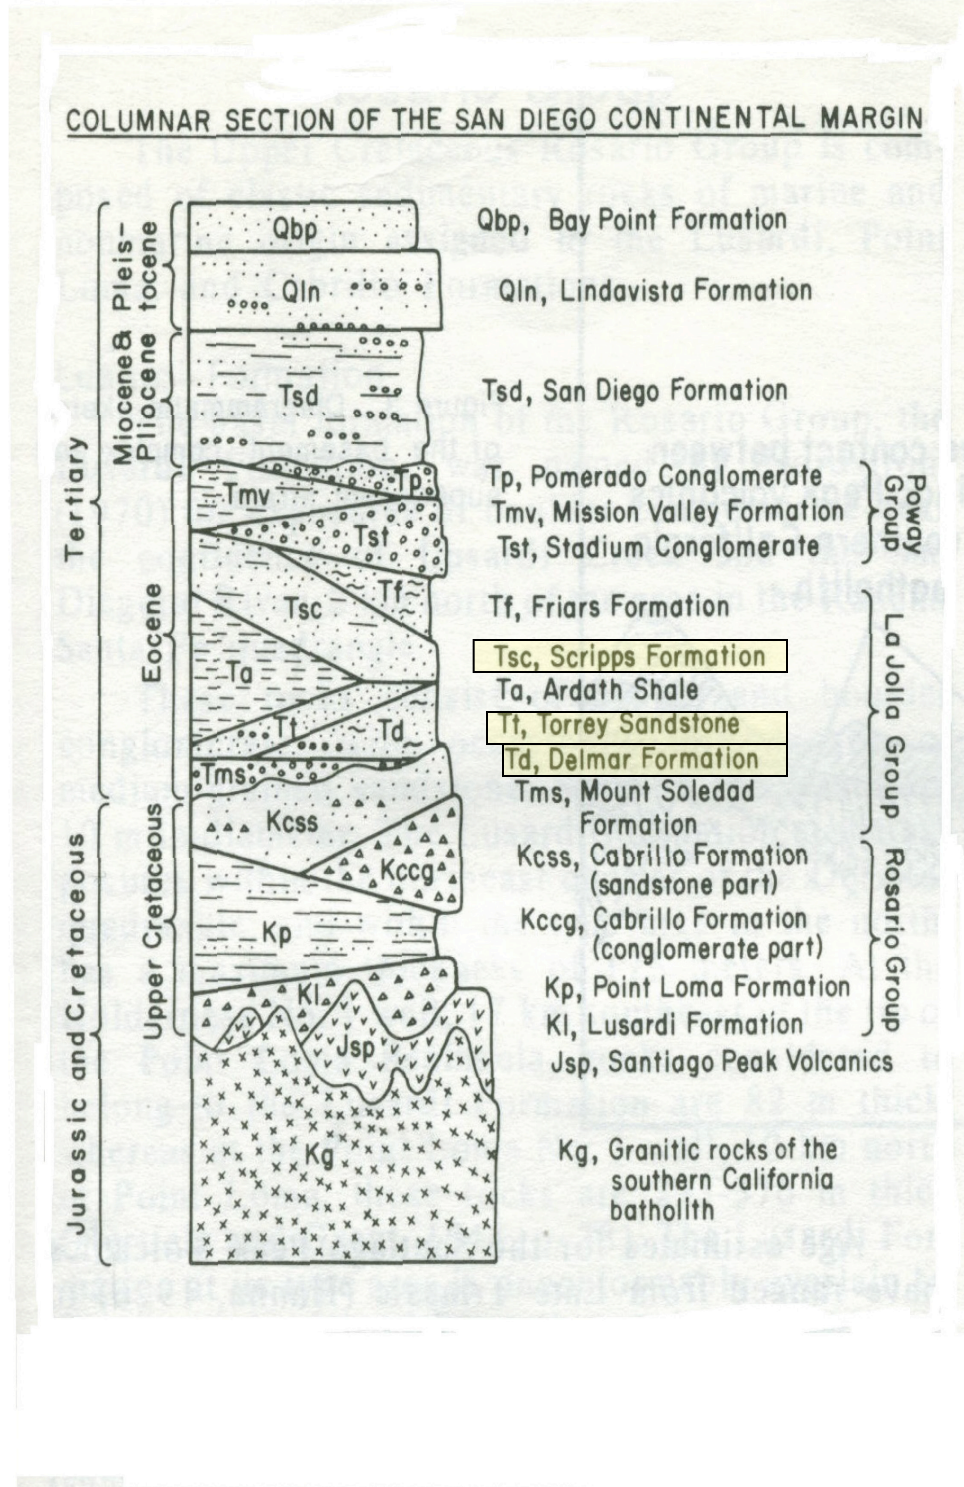 COLUMNAR SECTION OF THE SAN DIEGO CONTINENTAL MARGIN
Jurassic and Cretaceous
Tertiary
Upper Cretaceous
Eocene
Miocene &
Pliocene
Pleis-
tocene
Qbp
Qln
Tsd
Tp
Tmv
Tst
Tf
Tsc
Ta
Tt
Td
Tms
Kcss
Kccg
Kp
Kl
Jsp
Kg
Qbp, Bay Point Formation
Qln, Lindavista Formation
Tsd, San Diego Formation
Tp, Pomerado Conglomerate
Tmv, Mission Valley Formation
Tst, Stadium Conglomerate
Tf, Friars Formation
Tsc, Scripps Formation
Ta, Ardath Shale
Tt, Torrey Sandstone
Td, Delmar Formation
Tms, Mount Soledad
Formation
Kcss, Cabrillo Formation
(sandstone part)
Kccg, Cabrillo Formation
(conglomerate part)
Kp, Point Loma Formation
Kl, Lusardi Formation
Jsp, Santiago Peak Volcanics
Kg, Granitic rocks of the
southern California
batholith
Poway
Group
La Jolla Group
Rosario Group